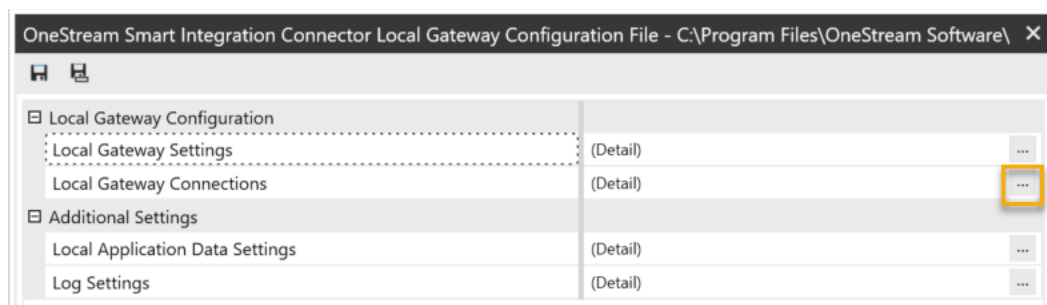 OneStream Smart Integration Connector Local Gateway Configuration File - C:\Program Files\OneStream Software\
Local Gateway Configuration
Local Gateway Settings (Detail) ...
Local Gateway Connections (Detail) ...
Additional Settings
Local Application Data Settings (Detail) ...
Log Settings (Detail) ...